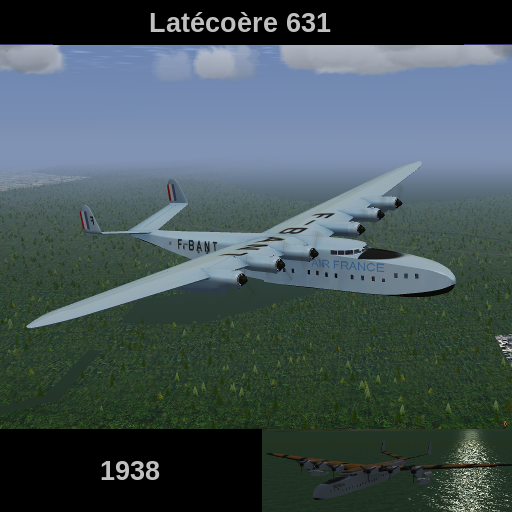 Latécoère 631
F-BANT
F-BANT
AIR FRANCE
1938